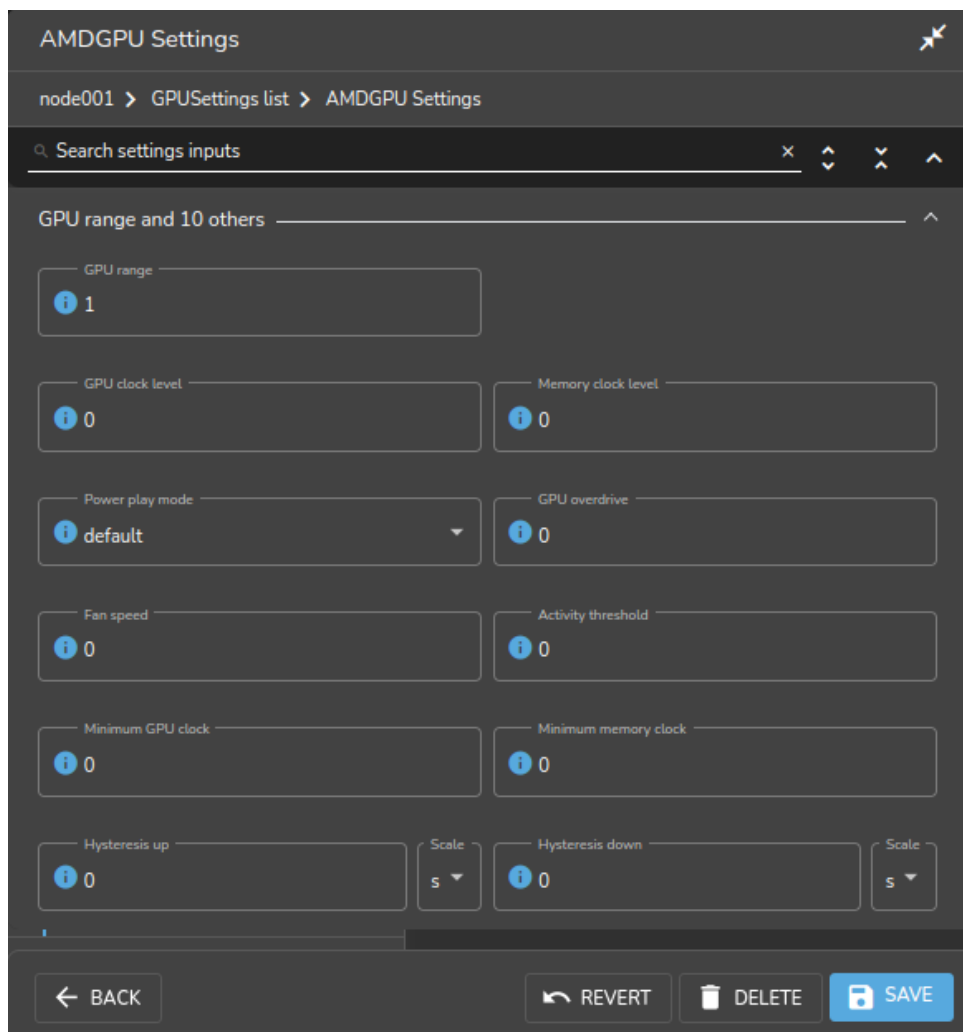 AMDGPU Settings
node001 > GPUSettings list > AMDGPU Settings
Search settings inputs
GPU range and 10 others
GPU range
1
GPU clock level
0
Memory clock level
0
Power play mode
default
GPU overdrive
0
Fan speed
0
Activity threshold
0
Minimum GPU clock
0
Minimum memory clock
0
Hysteresis up
0
Scale
s
Hysteresis down
0
Scale
s
BACK
REVERT
DELETE
SAVE